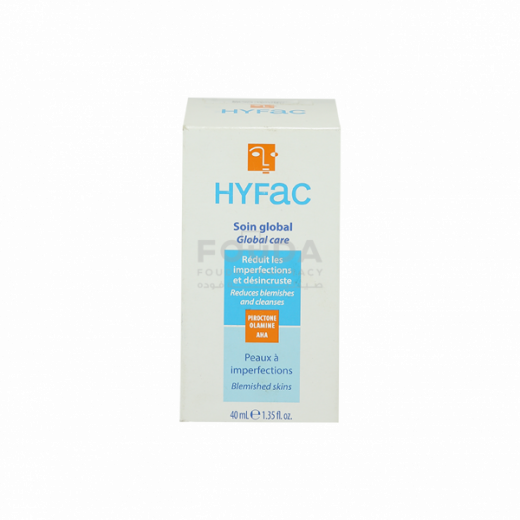 HYFAC
HYFaC
Soin global
Global care
FOUDA
Réduit les
imperfections
et désincruste
Reduces blemishes
and cleanses
PIROCTONE
OLAMINE
AHA
Peaux à
imperfections
Blemished skins
40 mL ℮ 1.35 fl. oz.